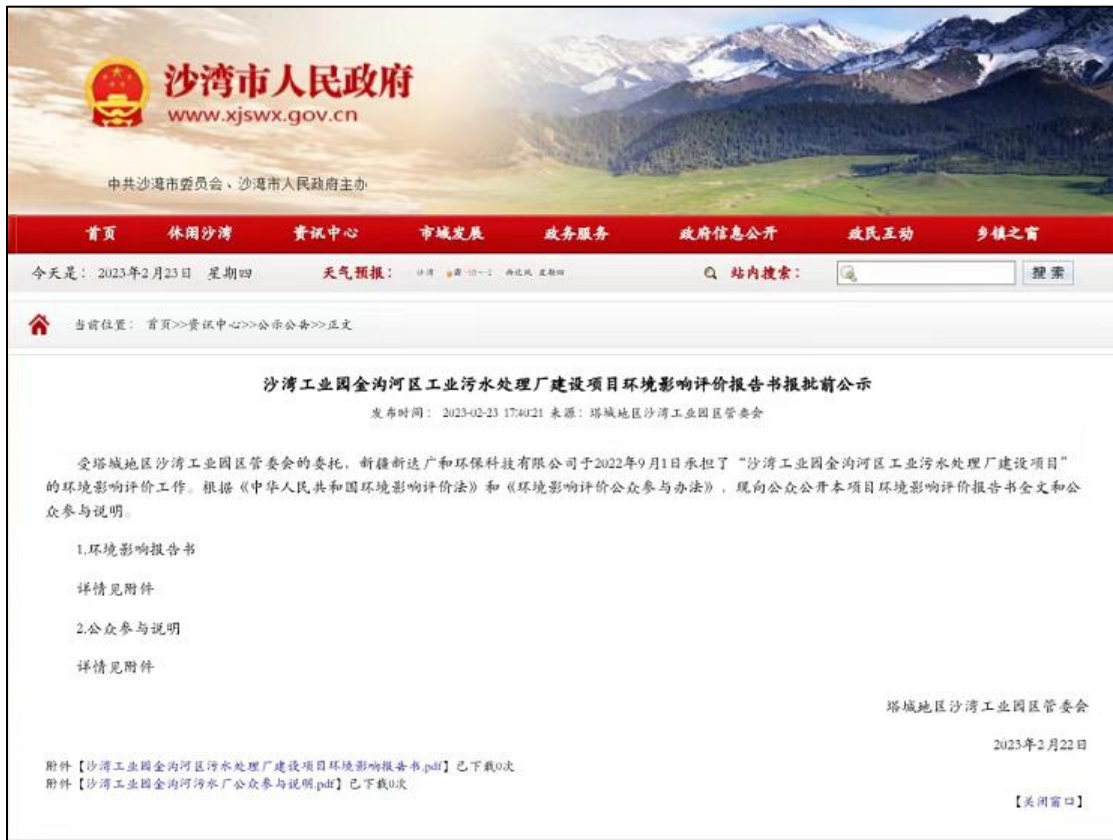 沙湾市人民政府
www.xjswx.gov.cn
中共沙湾市委员会、沙湾市人民政府主办
首页 休闲沙湾 资讯中心 市域发展 政务服务 政府信息公开 政民互动 乡镇之窗
今天是： 2023年2月23日 星期四 天气预报： 沙湾 霾 -10~-2 西北风 星期四 站内搜索： 搜索
当前位置： 首页>>资讯中心>>公示公告>>正文
沙湾工业园金沟河区工业污水处理厂建设项目环境影响评价报告书报批前公示
发布时间： 2023-02-23 17:40:21 来源：塔城地区沙湾工业园区管委会
受塔城地区沙湾工业园区管委会的委托，新疆新达广和环保科技有限公司于2022年9月1日承担了“沙湾工业园金沟河区工业污水处理厂建设项目”
的环境影响评价工作。根据《中华人民共和国环境影响评价法》和《环境影响评价公众参与办法》，现向公众公开本项目环境影响评价报告书全文和公
众参与说明。
1.环境影响报告书
详情见附件
2.公众参与说明
详情见附件
塔城地区沙湾工业园区管委会
2023年2月22日
附件【沙湾工业园金沟河区污水处理厂建设项目环境影响报告书.pdf】已下载0次
附件【沙湾工业园金沟河污水厂公众参与说明.pdf】已下载0次
【关闭窗口】